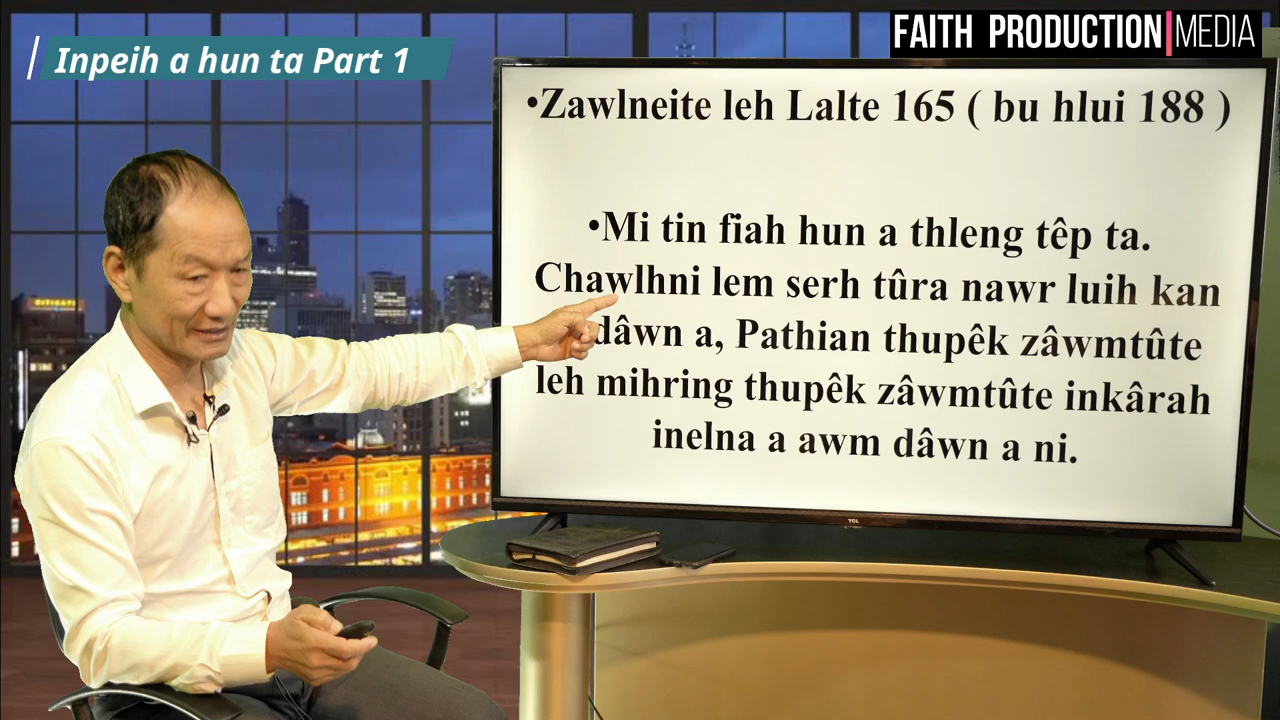 FAITH PRODUCTION MEDIA
Inpeih a hun ta Part 1
•Zawlneite leh Lalte 165 ( bu hlui 188 )
•Mi tin fiah hun a thleng têp ta.
Chawlhni lem serh tûra nawr luih kan
dâwn a, Pathian thupêk zâwmtûte
leh mihring thupêk zâwmtûte inkârah
inelna a awm dâwn a ni.
TCL